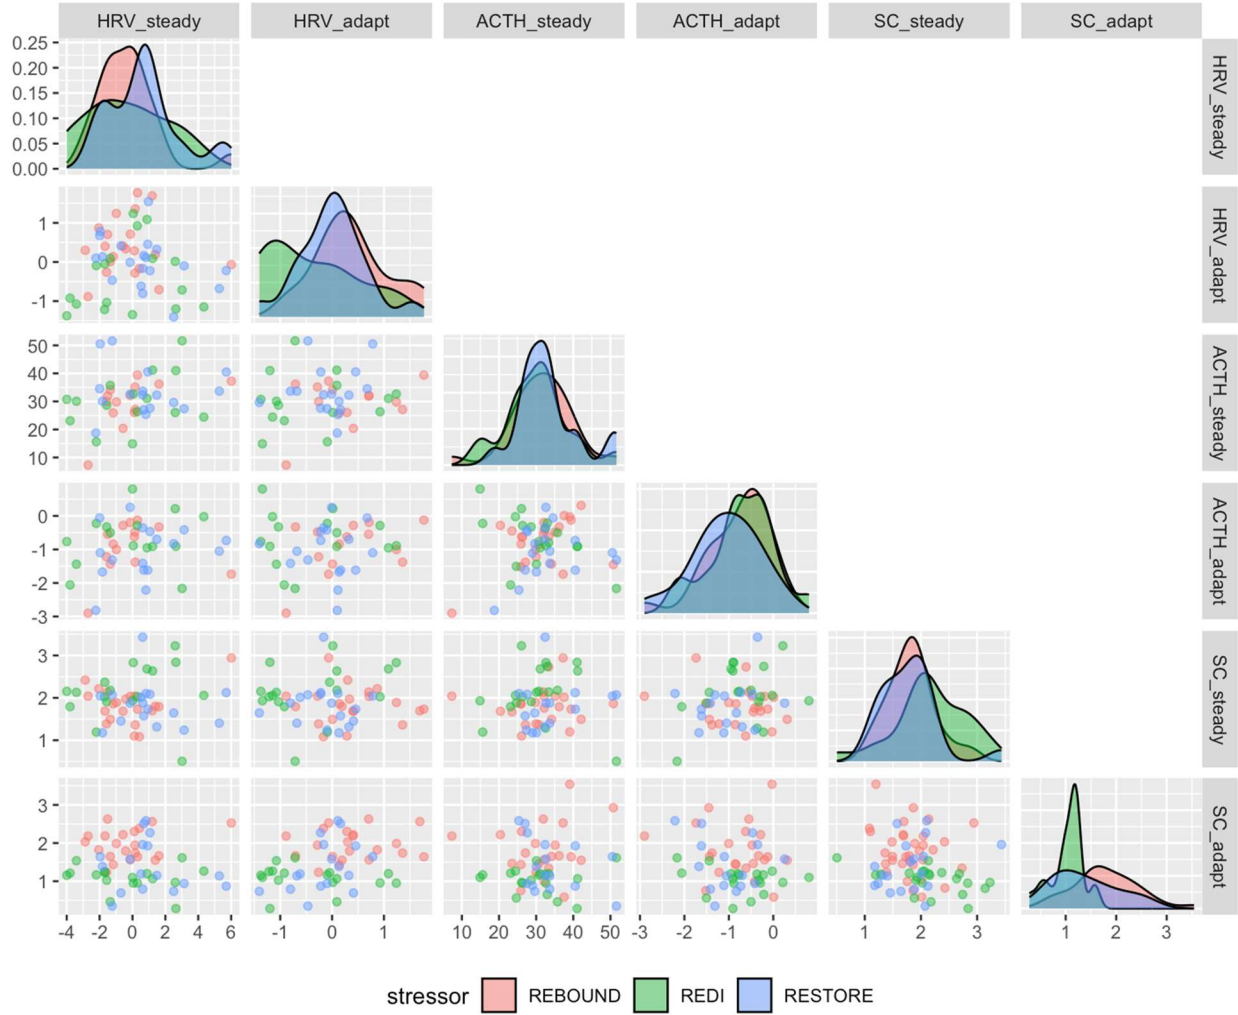 HRV_steady HRV_adapt ACTH_steady ACTH_adapt SC_steady SC_adapt
0.25
0.20
0.15
0.10
0.05
0.00
HRV_steady
1
0
-1
HRV_adapt
50
40
30
20
10
ACTH_steady
0
-1
-2
-3
ACTH_adapt
3
2
1
SC_steady
3
2
1
SC_adapt
-4 -2 0 2 4 6 -1 0 1 10 20 30 40 50 -3 -2 -1 0 1 2 3 1 2 3
stressor REBOUND REDI RESTORE